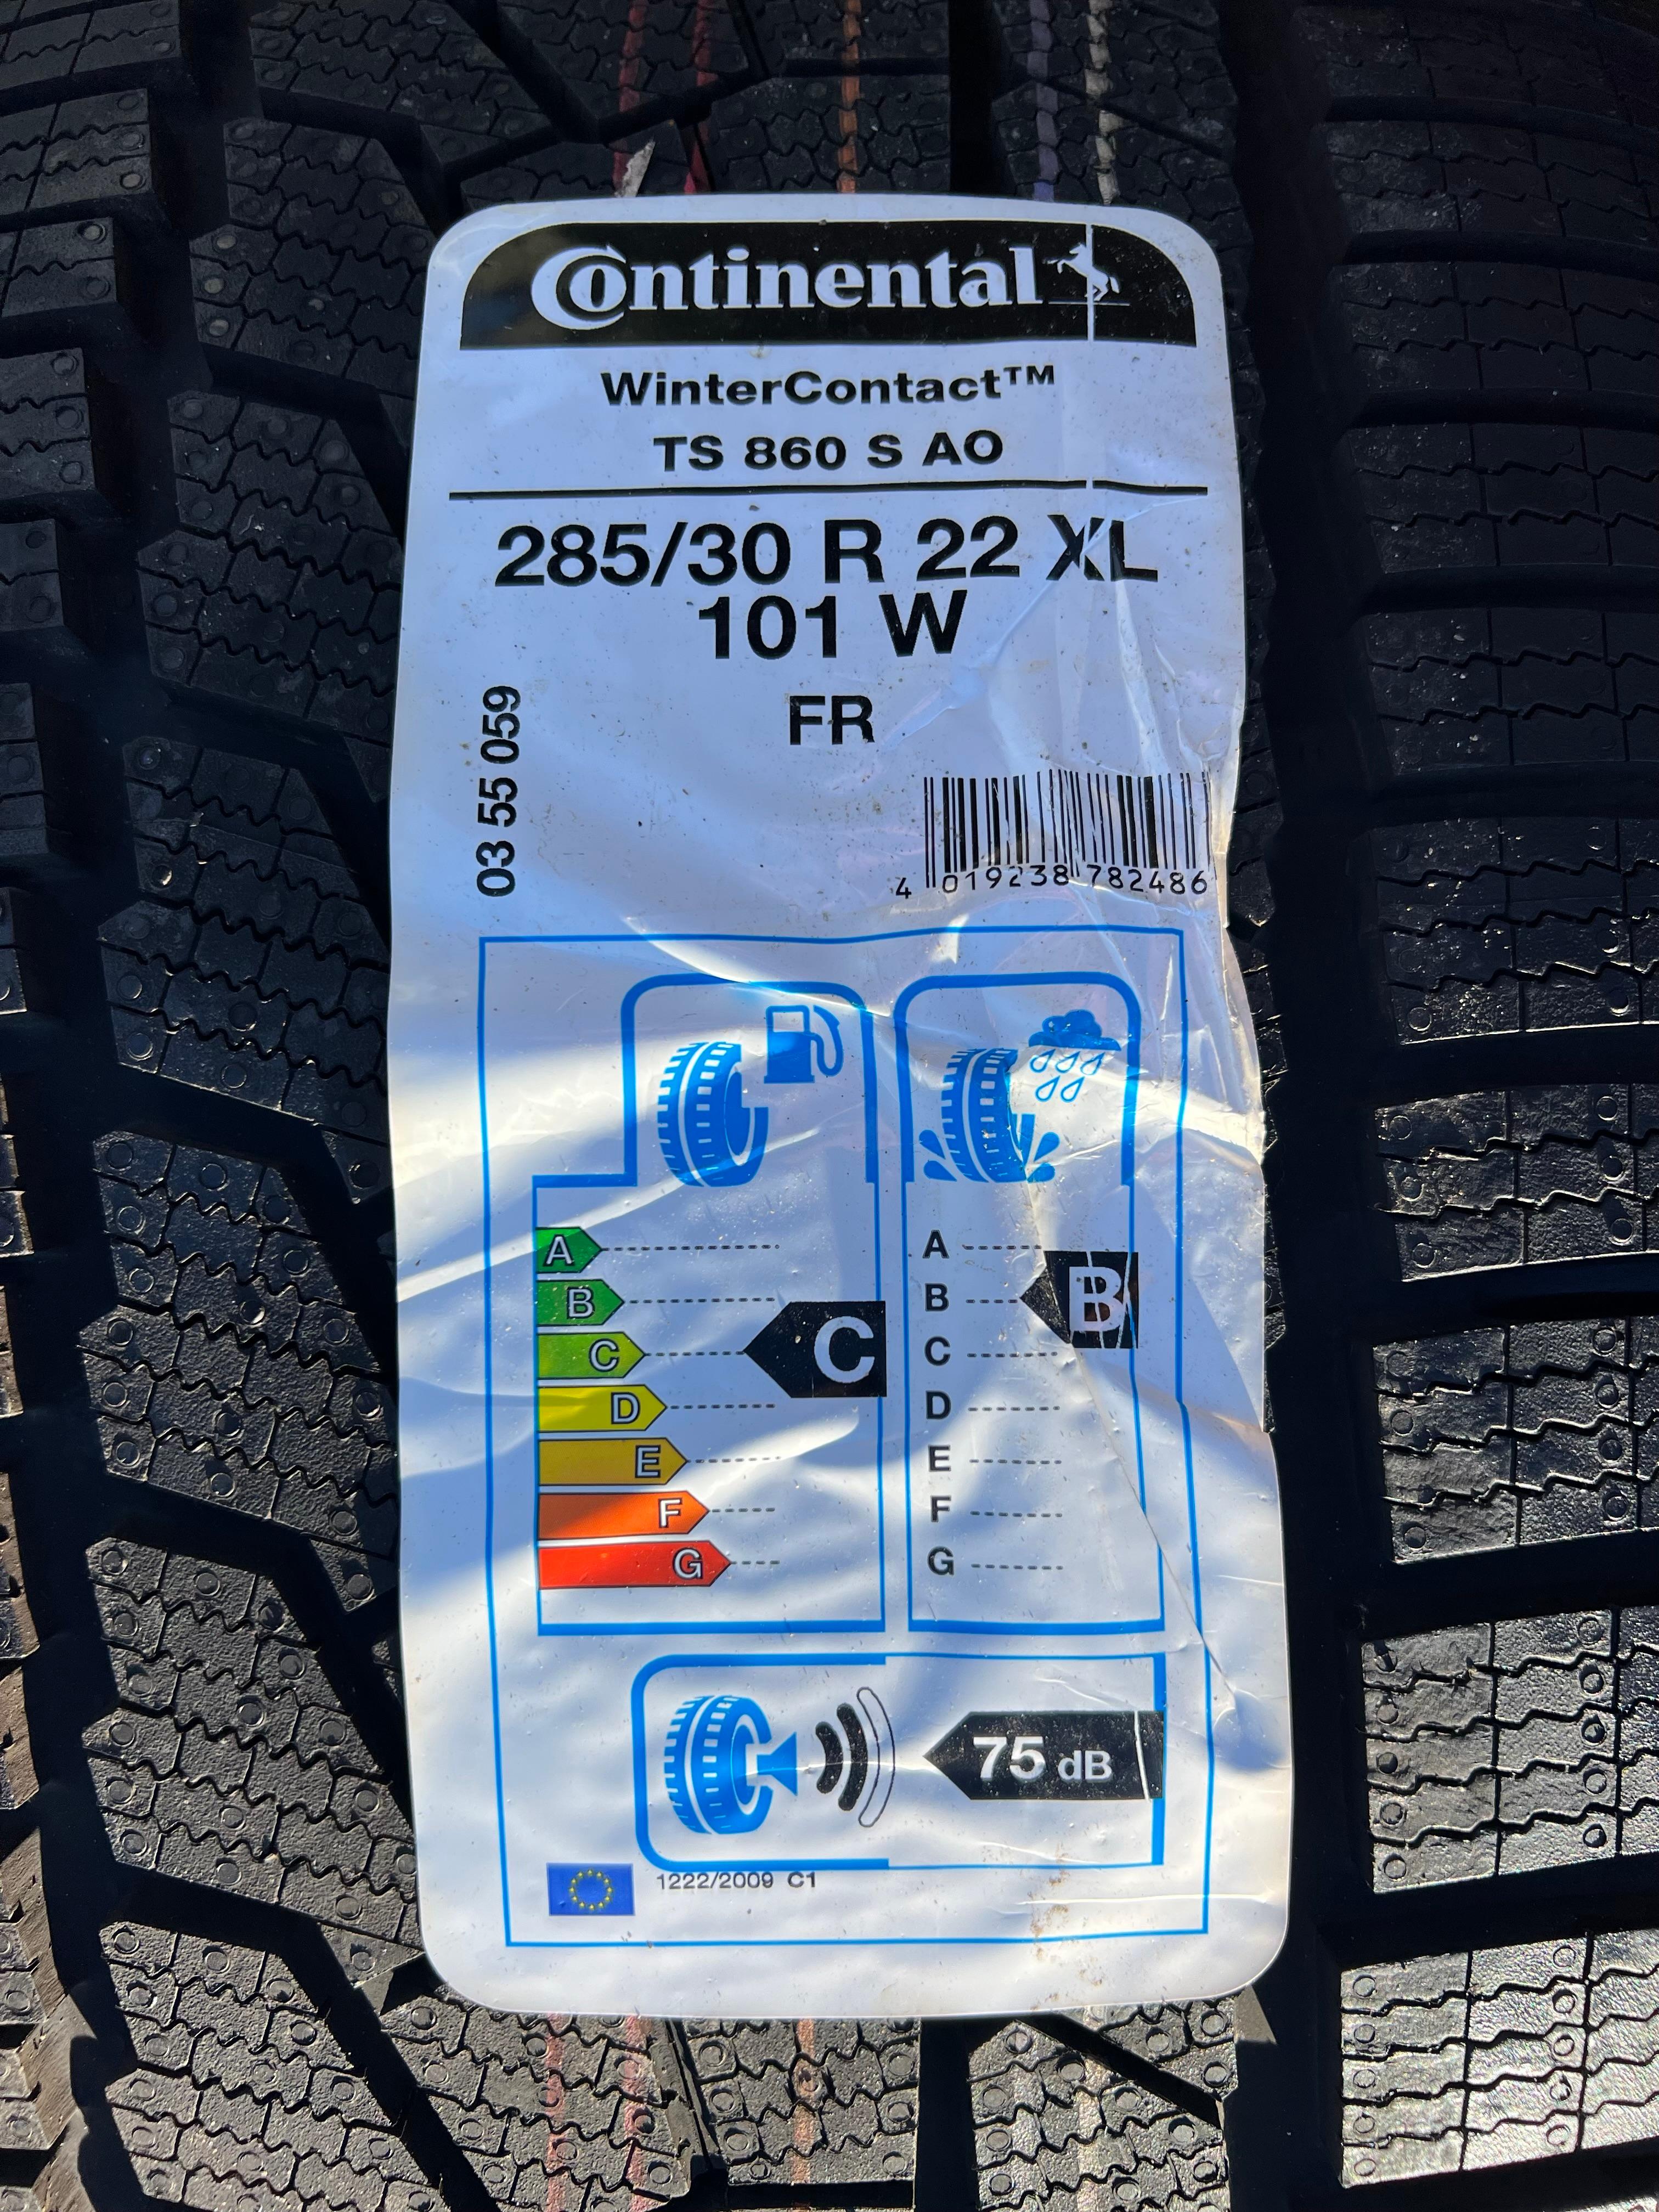 Continental
WinterContact™
TS 860 S AO
285/30 R 22 XL
101 W
FR
03 55 059
4 019238 782486
A
B
C
D
E
F
G
C
A
B
C
D
E
F
G
B
75 dB
1222/2009 C1